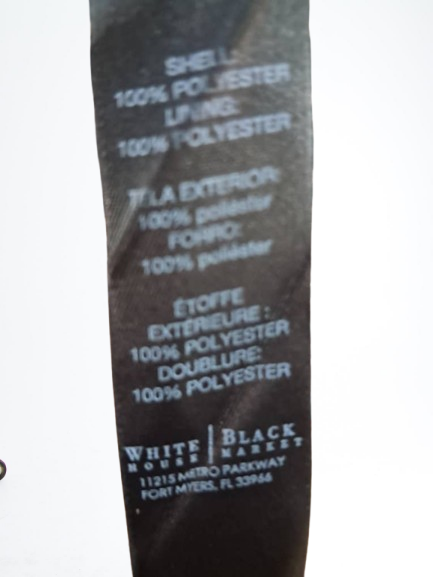 SHELL:
100% POLYESTER
LINING:
100% POLYESTER
TELA EXTERIOR:
100% poliéster
FORRO:
100% poliéster
ÉTOFFE
EXTÉRIEURE :
100% POLYESTER
DOUBLURE:
100% POLYESTER
WHITE | BLACK
HOUSE | MARKET
11215 METRO PARKWAY
FORT MYERS, FL 33966